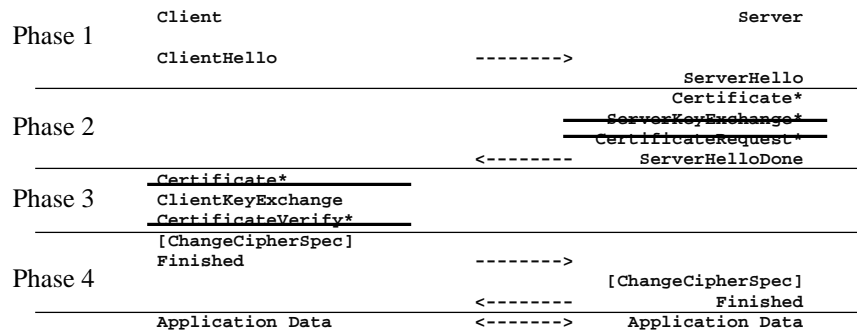 Client Server
Phase 1
ClientHello -------->
ServerHello
Certificate*
Phase 2
ServerKeyExchange*
CertificateRequest*
<-------- ServerHelloDone
Certificate*
Phase 3
ClientKeyExchange
CertificateVerify*
[ChangeCipherSpec]
Finished -------->
Phase 4
[ChangeCipherSpec]
<-------- Finished
Application Data <-------> Application Data